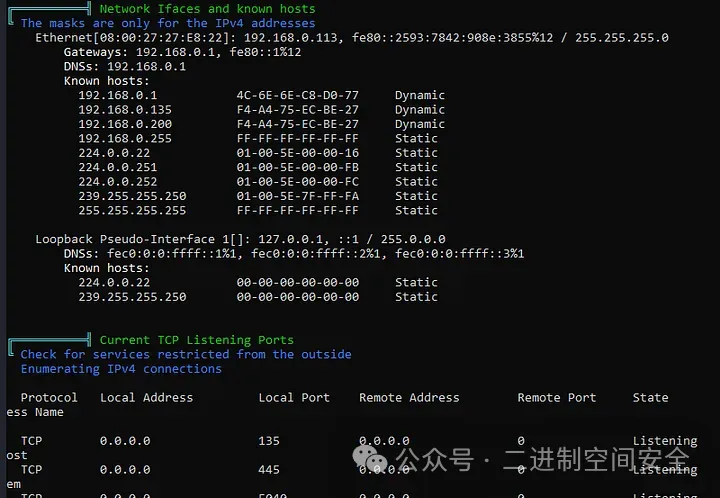 Network Ifaces and known hosts
The masks are only for the IPv4 addresses
Ethernet[08:00:27:27:E8:22]: 192.168.0.113, fe80::2593:7842:908e:3855%12 / 255.255.255.0
Gateways: 192.168.0.1, fe80::1%12
DNSs: 192.168.0.1
Known hosts:
192.168.0.1 4C-6E-6E-C8-D0-77 Dynamic
192.168.0.135 F4-A4-75-EC-BE-27 Dynamic
192.168.0.200 F4-A4-75-EC-BE-27 Dynamic
192.168.0.255 FF-FF-FF-FF-FF-FF Static
224.0.0.22 01-00-5E-00-00-16 Static
224.0.0.251 01-00-5E-00-00-FB Static
224.0.0.252 01-00-5E-00-00-FC Static
239.255.255.250 01-00-5E-7F-FF-FA Static
255.255.255.255 FF-FF-FF-FF-FF-FF Static
Loopback Pseudo-Interface 1[]: 127.0.0.1, ::1 / 255.0.0.0
DNSs: fec0:0:0:ffff::1%1, fec0:0:0:ffff::2%1, fec0:0:0:ffff::3%1
Known hosts:
224.0.0.22 00-00-00-00-00-00 Static
239.255.255.250 00-00-00-00-00-00 Static
Current TCP Listening Ports
Check for services restricted from the outside
Enumerating IPv4 connections
Protocol Local Address Local Port Remote Address Remote Port State
ess Name
TCP 0.0.0.0 135 0.0.0.0 0 Listening
ost
TCP 0.0.0.0 445 0.0.0.0 0 Listening
em
TCP 0.0.0.0 5040 0.0.0.0 0 Listening
公众号 · 二进制空间安全